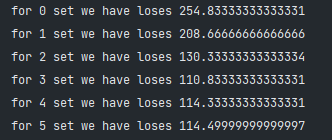 for 0 set we have loses 254.83333333333331
for 1 set we have loses 208.66666666666666
for 2 set we have loses 130.33333333333334
for 3 set we have loses 110.83333333333331
for 4 set we have loses 114.33333333333331
for 5 set we have loses 114.49999999999997